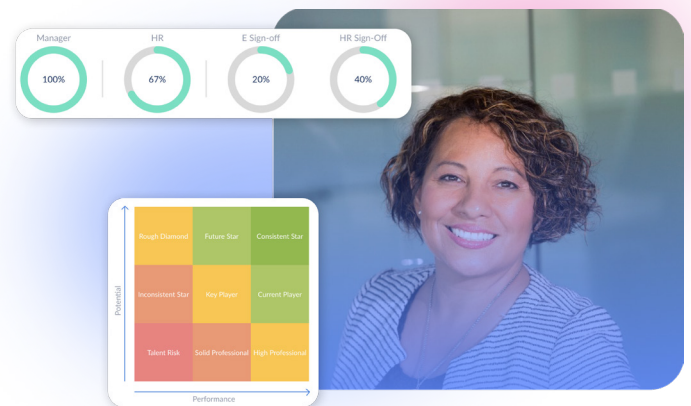 Manager HR E Sign-off HR Sign-Off
100% 67% 20% 40%
Potential
Rough Diamond Future Star Consistent Star
Inconsistent Star Key Player Current Player
Talent Risk Solid Professional High Professional
Performance